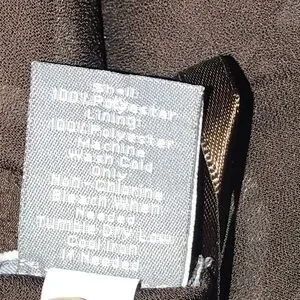 Shell:
100% Polyester
Lining:
100% Polyester
Machine
Wash Cold
Only
Non-Chlorine
Bleach When
Needed
Tumble Dry Low
Cool Iron
If Needed